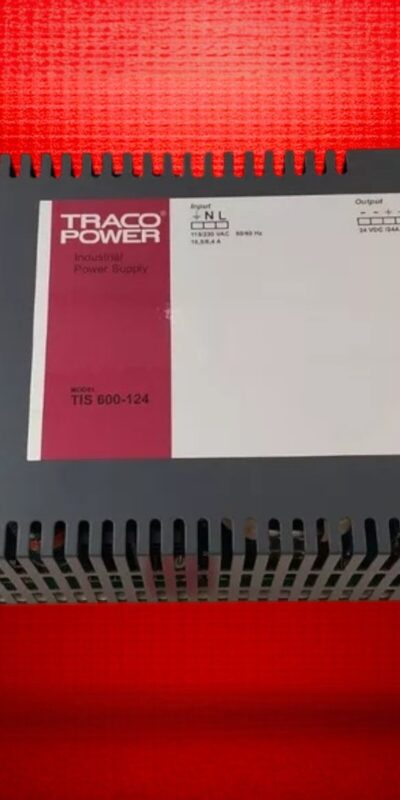 TRACO®
POWER
Industrial
Power Supply
MODEL
TIS 600-124
Input
⏚ N L
115/230 VAC 50/60 Hz
Output
- - +
24 VDC /24A